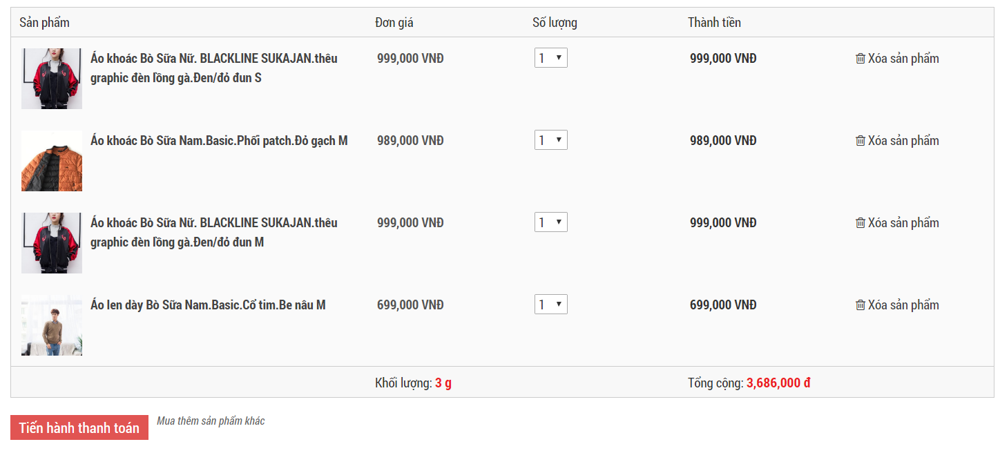 Sản phẩm Đơn giá Số lượng Thành tiền
Áo khoác Bò Sữa Nữ. BLACKLINE SUKAJAN.thêu 999,000 VNĐ 1 999,000 VNĐ Xóa sản phẩm
graphic đèn lồng gà.Đen/đỏ đun S
Áo khoác Bò Sữa Nam.Basic.Phối patch.Đỏ gạch M 989,000 VNĐ 1 989,000 VNĐ Xóa sản phẩm
Áo khoác Bò Sữa Nữ. BLACKLINE SUKAJAN.thêu 999,000 VNĐ 1 999,000 VNĐ Xóa sản phẩm
graphic đèn lồng gà.Đen/đỏ đun M
Áo len dày Bò Sữa Nam.Basic.Cổ tim.Be nâu M 699,000 VNĐ 1 699,000 VNĐ Xóa sản phẩm
Khối lượng: 3 g Tổng cộng: 3,686,000 đ
Tiến hành thanh toán Mua thêm sản phẩm khác